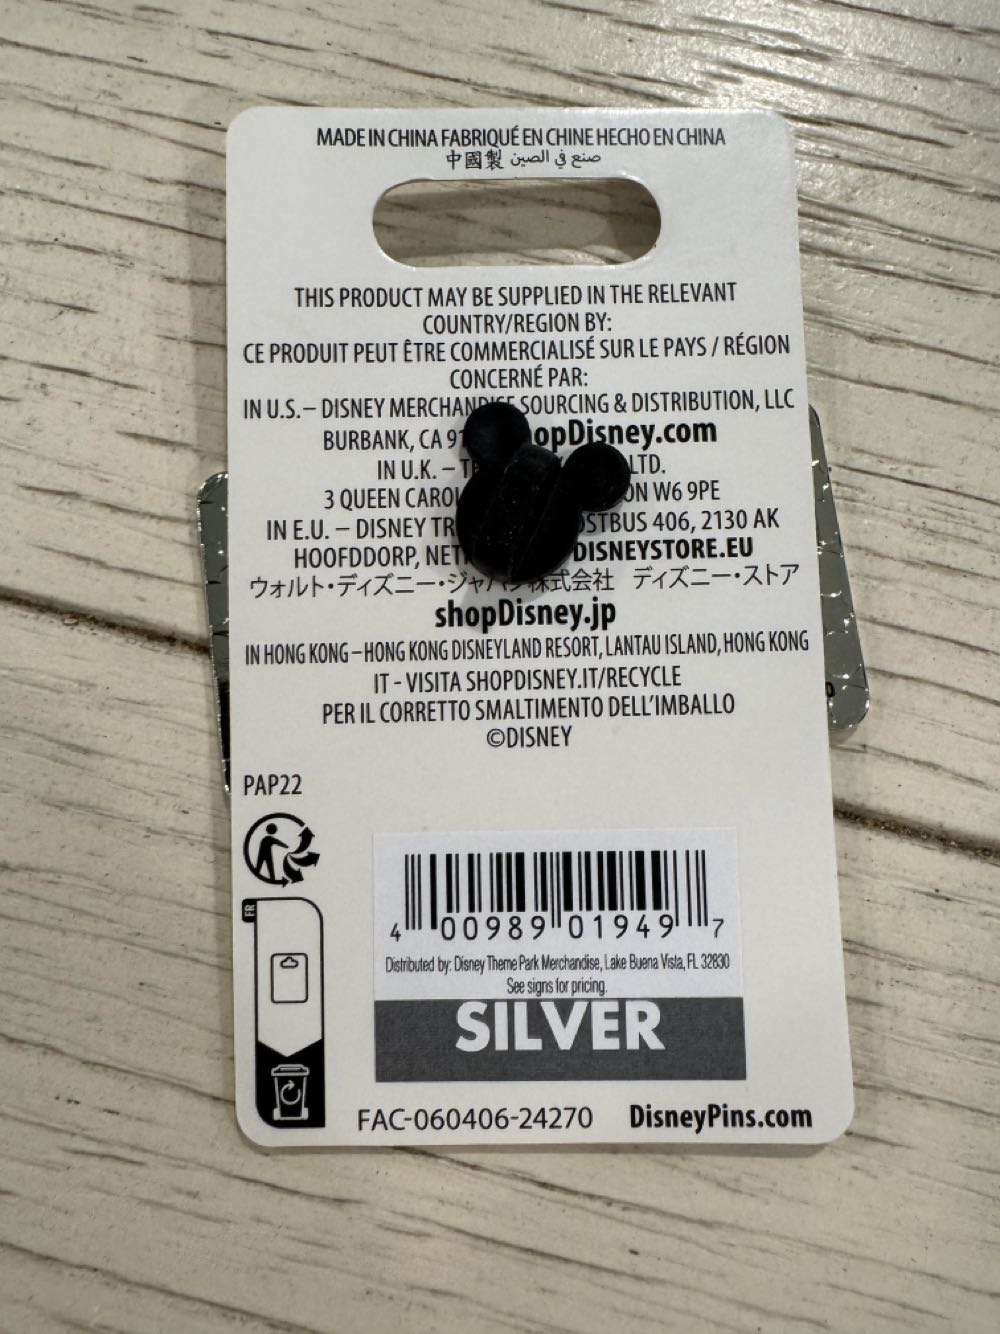 MADE IN CHINA FABRIQUÉ EN CHINE HECHO EN CHINA
中國製 صنع في الصين
THIS PRODUCT MAY BE SUPPLIED IN THE RELEVANT
COUNTRY/REGION BY:
CE PRODUIT PEUT ÊTRE COMMERCIALISÉ SUR LE PAYS / RÉGION
CONCERNÉ PAR:
IN U.S. – DISNEY MERCHANDISE SOURCING & DISTRIBUTION, LLC
BURBANK, CA opDisney.com
IN U.K. – LTD.
3 QUEEN W6 9PE
IN E.U. – DISNEY 406, 2130 AK
HOOFDDORP, DISNEYSTORE.EU
ウォルト・ディズニー・ジャパン株式会社 ディズニー・ストア
shopDisney.jp
IN HONG KONG – HONG KONG DISNEYLAND RESORT, LANTAU ISLAND, HONG KONG
IT - VISITA SHOPDISNEY.IT/RECYCLE
PER IL CORRETTO SMALTIMENTO DELL'IMBALLO
©DISNEY
PAP22
FR
4 00989 01949 7
Distributed by: Disney Theme Park Merchandise, Lake Buena Vista, FL 32830
See signs for pricing.
SILVER
FAC-060406-24270 DisneyPins.com